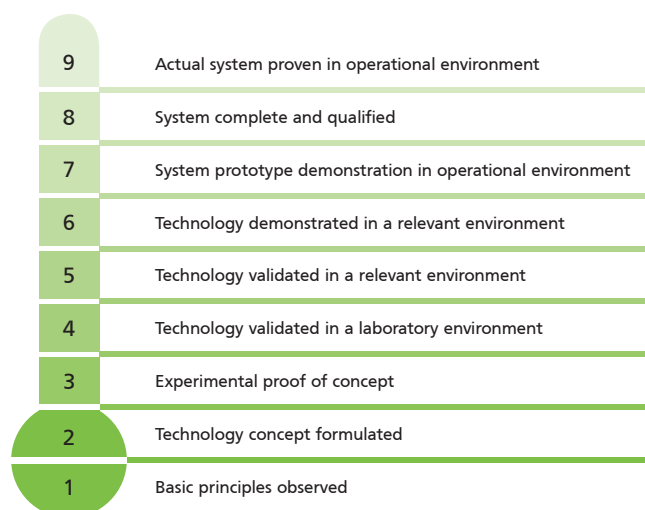 9 Actual system proven in operational environment
8 System complete and qualified
7 System prototype demonstration in operational environment
6 Technology demonstrated in a relevant environment
5 Technology validated in a relevant environment
4 Technology validated in a laboratory environment
3 Experimental proof of concept
2 Technology concept formulated
1 Basic principles observed